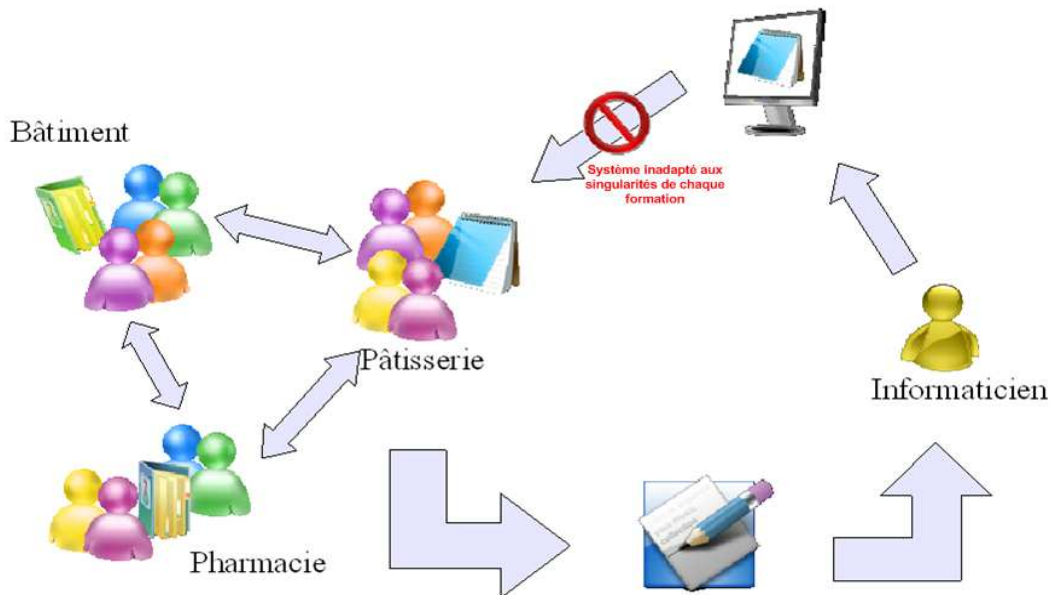 Bâtiment
Système inadapté aux
singularités de chaque
formation
Pâtisserie
Informaticien
Pharmacie